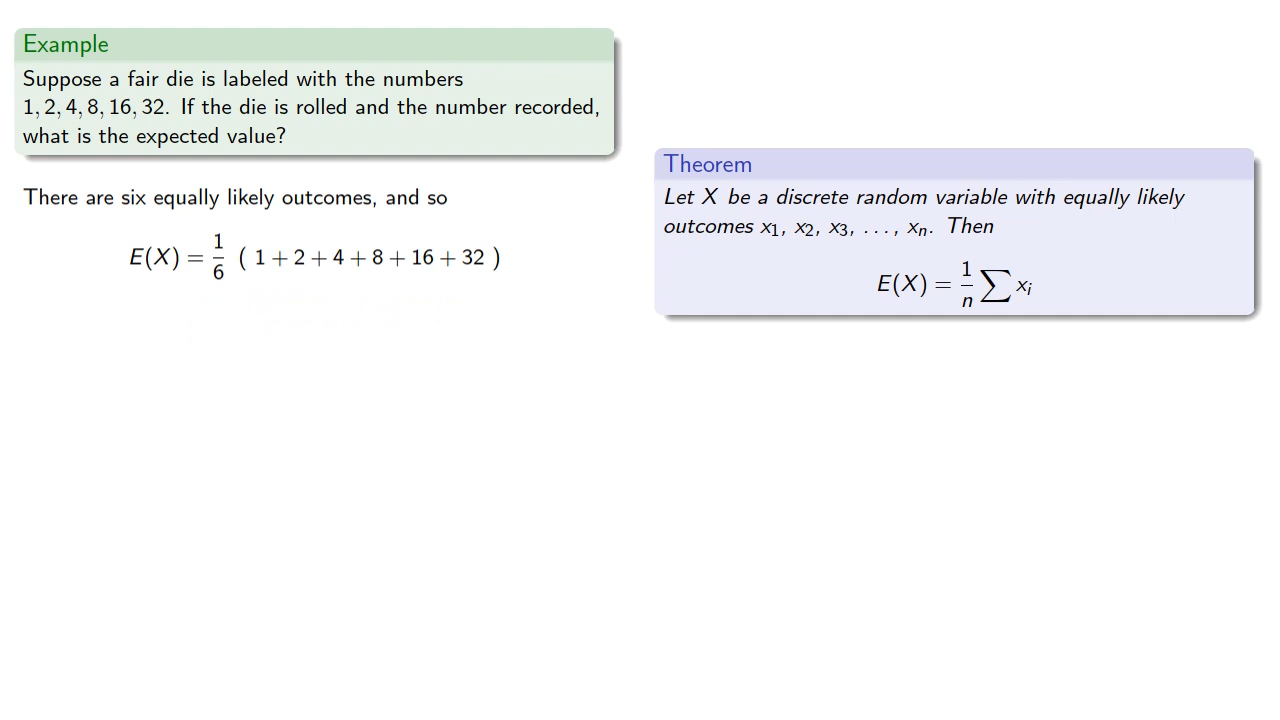 Example
Suppose a fair die is labeled with the numbers
1, 2, 4, 8, 16, 32. If the die is rolled and the number recorded,
what is the expected value?
There are six equally likely outcomes, and so
E(X) = 1/6 ( 1 + 2 + 4 + 8 + 16 + 32 )
Theorem
Let X be a discrete random variable with equally likely
outcomes x₁, x₂, x₃, ..., xₙ. Then
E(X) = 1/n ∑ xᵢ